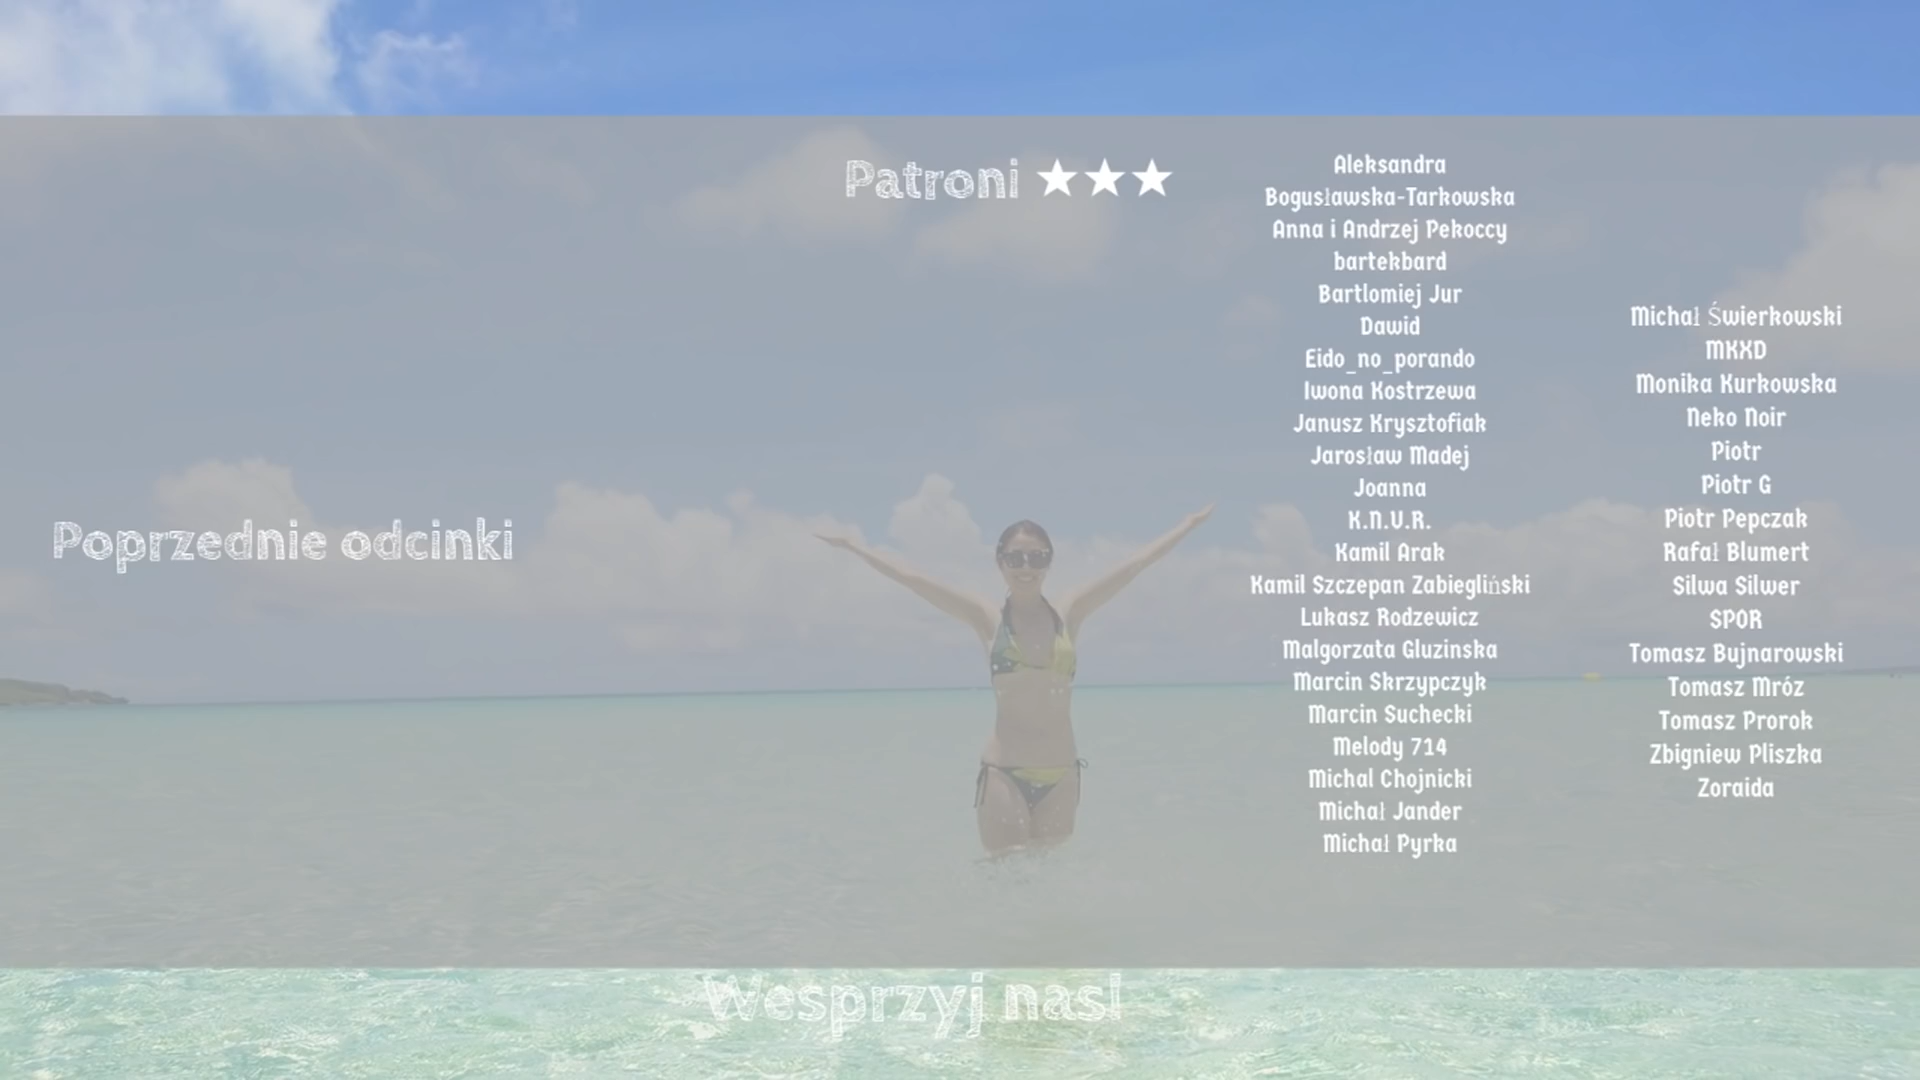 Patroni ★★★
Aleksandra
Bogusławska-Tarkowska
Anna i Andrzej Pekoccy
bartekbard
Bartlomiej Jur
Dawid
Eido_no_porando
Iwona Kostrzewa
Janusz Krysztofiak
Jarosław Madej
Joanna
K.N.U.R.
Kamil Arak
Kamil Szczepan Zabiegliński
Lukasz Rodzewicz
Malgorzata Gluzinska
Marcin Skrzypczyk
Marcin Suchecki
Melody 714
Michal Chojnicki
Michał Jander
Michał Pyrka
Michał Świerkowski
MKXD
Monika Kurkowska
Neko Noir
Piotr
Piotr G
Piotr Pepczak
Rafał Blumert
Silwa Silwer
SPOR
Tomasz Bujnarowski
Tomasz Mróz
Tomasz Prorok
Zbigniew Pliszka
Zoraida
Poprzednie odcinki
Wesprzyj nas!